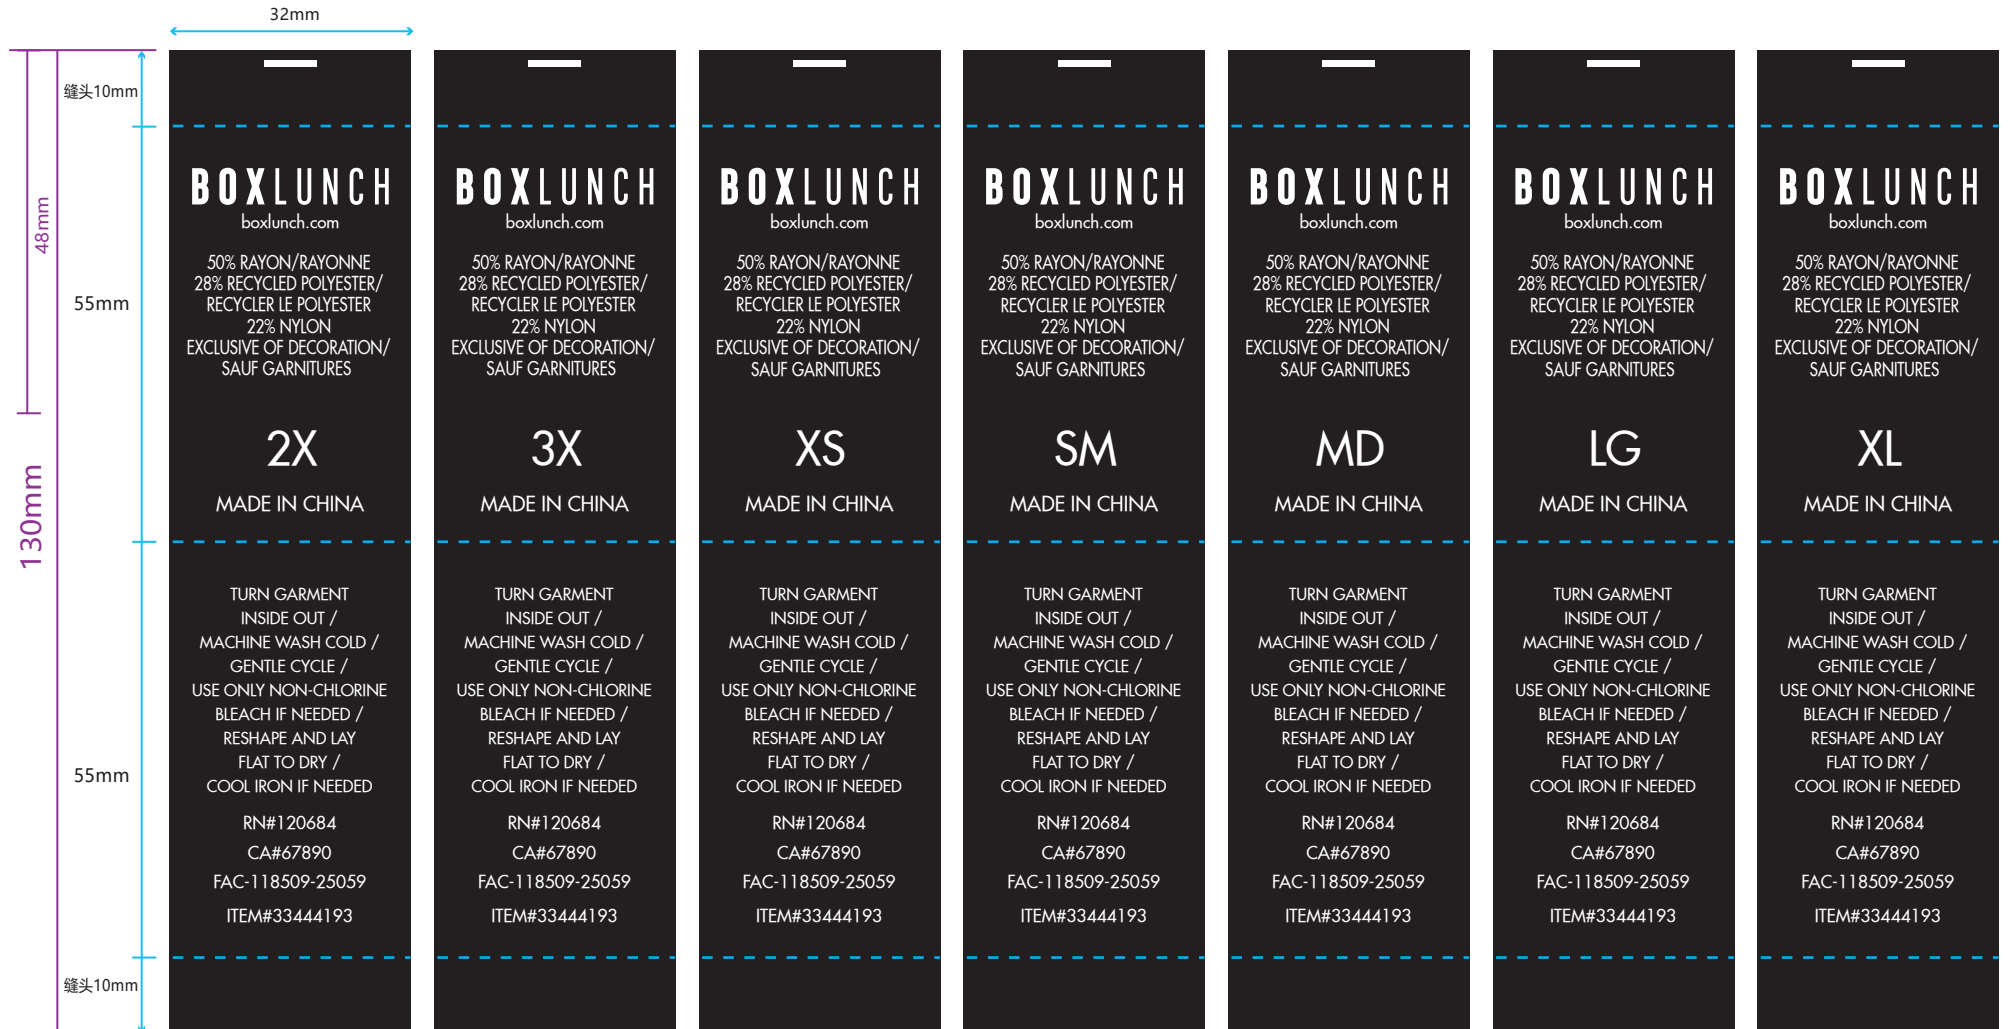 32mm
缝头10mm
48mm
55mm
130mm
55mm
缝头10mm
BOXLUNCH
boxlunch.com
50% RAYON/RAYONNE
28% RECYCLED POLYESTER/
RECYCLER LE POLYESTER
22% NYLON
EXCLUSIVE OF DECORATION/
SAUF GARNITURES
2X
MADE IN CHINA
TURN GARMENT
INSIDE OUT /
MACHINE WASH COLD /
GENTLE CYCLE /
USE ONLY NON-CHLORINE
BLEACH IF NEEDED /
RESHAPE AND LAY
FLAT TO DRY /
COOL IRON IF NEEDED
RN#120684
CA#67890
FAC-118509-25059
ITEM#33444193
BOXLUNCH
boxlunch.com
50% RAYON/RAYONNE
28% RECYCLED POLYESTER/
RECYCLER LE POLYESTER
22% NYLON
EXCLUSIVE OF DECORATION/
SAUF GARNITURES
3X
MADE IN CHINA
TURN GARMENT
INSIDE OUT /
MACHINE WASH COLD /
GENTLE CYCLE /
USE ONLY NON-CHLORINE
BLEACH IF NEEDED /
RESHAPE AND LAY
FLAT TO DRY /
COOL IRON IF NEEDED
RN#120684
CA#67890
FAC-118509-25059
ITEM#33444193
BOXLUNCH
boxlunch.com
50% RAYON/RAYONNE
28% RECYCLED POLYESTER/
RECYCLER LE POLYESTER
22% NYLON
EXCLUSIVE OF DECORATION/
SAUF GARNITURES
XS
MADE IN CHINA
TURN GARMENT
INSIDE OUT /
MACHINE WASH COLD /
GENTLE CYCLE /
USE ONLY NON-CHLORINE
BLEACH IF NEEDED /
RESHAPE AND LAY
FLAT TO DRY /
COOL IRON IF NEEDED
RN#120684
CA#67890
FAC-118509-25059
ITEM#33444193
BOXLUNCH
boxlunch.com
50% RAYON/RAYONNE
28% RECYCLED POLYESTER/
RECYCLER LE POLYESTER
22% NYLON
EXCLUSIVE OF DECORATION/
SAUF GARNITURES
SM
MADE IN CHINA
TURN GARMENT
INSIDE OUT /
MACHINE WASH COLD /
GENTLE CYCLE /
USE ONLY NON-CHLORINE
BLEACH IF NEEDED /
RESHAPE AND LAY
FLAT TO DRY /
COOL IRON IF NEEDED
RN#120684
CA#67890
FAC-118509-25059
ITEM#33444193
BOXLUNCH
boxlunch.com
50% RAYON/RAYONNE
28% RECYCLED POLYESTER/
RECYCLER LE POLYESTER
22% NYLON
EXCLUSIVE OF DECORATION/
SAUF GARNITURES
MD
MADE IN CHINA
TURN GARMENT
INSIDE OUT /
MACHINE WASH COLD /
GENTLE CYCLE /
USE ONLY NON-CHLORINE
BLEACH IF NEEDED /
RESHAPE AND LAY
FLAT TO DRY /
COOL IRON IF NEEDED
RN#120684
CA#67890
FAC-118509-25059
ITEM#33444193
BOXLUNCH
boxlunch.com
50% RAYON/RAYONNE
28% RECYCLED POLYESTER/
RECYCLER LE POLYESTER
22% NYLON
EXCLUSIVE OF DECORATION/
SAUF GARNITURES
LG
MADE IN CHINA
TURN GARMENT
INSIDE OUT /
MACHINE WASH COLD /
GENTLE CYCLE /
USE ONLY NON-CHLORINE
BLEACH IF NEEDED /
RESHAPE AND LAY
FLAT TO DRY /
COOL IRON IF NEEDED
RN#120684
CA#67890
FAC-118509-25059
ITEM#33444193
BOXLUNCH
boxlunch.com
50% RAYON/RAYONNE
28% RECYCLED POLYESTER/
RECYCLER LE POLYESTER
22% NYLON
EXCLUSIVE OF DECORATION/
SAUF GARNITURES
XL
MADE IN CHINA
TURN GARMENT
INSIDE OUT /
MACHINE WASH COLD /
GENTLE CYCLE /
USE ONLY NON-CHLORINE
BLEACH IF NEEDED /
RESHAPE AND LAY
FLAT TO DRY /
COOL IRON IF NEEDED
RN#120684
CA#67890
FAC-118509-25059
ITEM#33444193